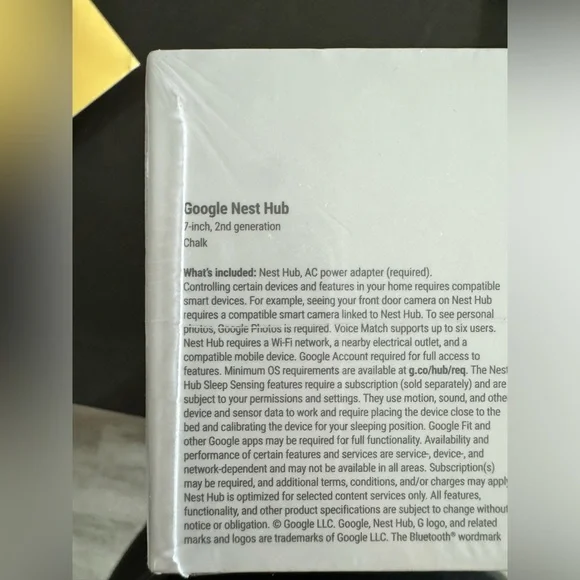 Google Nest Hub
7-inch, 2nd generation
Chalk
What's included: Nest Hub, AC power adapter (required).
Controlling certain devices and features in your home requires compatible
smart devices. For example, seeing your front door camera on Nest Hub
requires a compatible smart camera linked to Nest Hub. To see personal
photos, Google Photos is required. Voice Match supports up to six users.
Nest Hub requires a Wi-Fi network, a nearby electrical outlet, and a
compatible mobile device. Google Account required for full access to
features. Minimum OS requirements are available at g.co/hub/req. The Nest
Hub Sleep Sensing features require a subscription (sold separately) and are
subject to your permissions and settings. They use motion, sound, and othe
device and sensor data to work and require placing the device close to the
bed and calibrating the device for your sleeping position. Google Fit and
other Google apps may be required for full functionality. Availability and
performance of certain features and services are service-, device-, and
network-dependent and may not be available in all areas. Subscription(s)
may be required, and additional terms, conditions, and/or charges may apply
Nest Hub is optimized for selected content services only. All features,
functionality, and other product specifications are subject to change without
notice or obligation. © Google LLC. Google, Nest Hub, G logo, and related
marks and logos are trademarks of Google LLC. The Bluetooth® wordmark